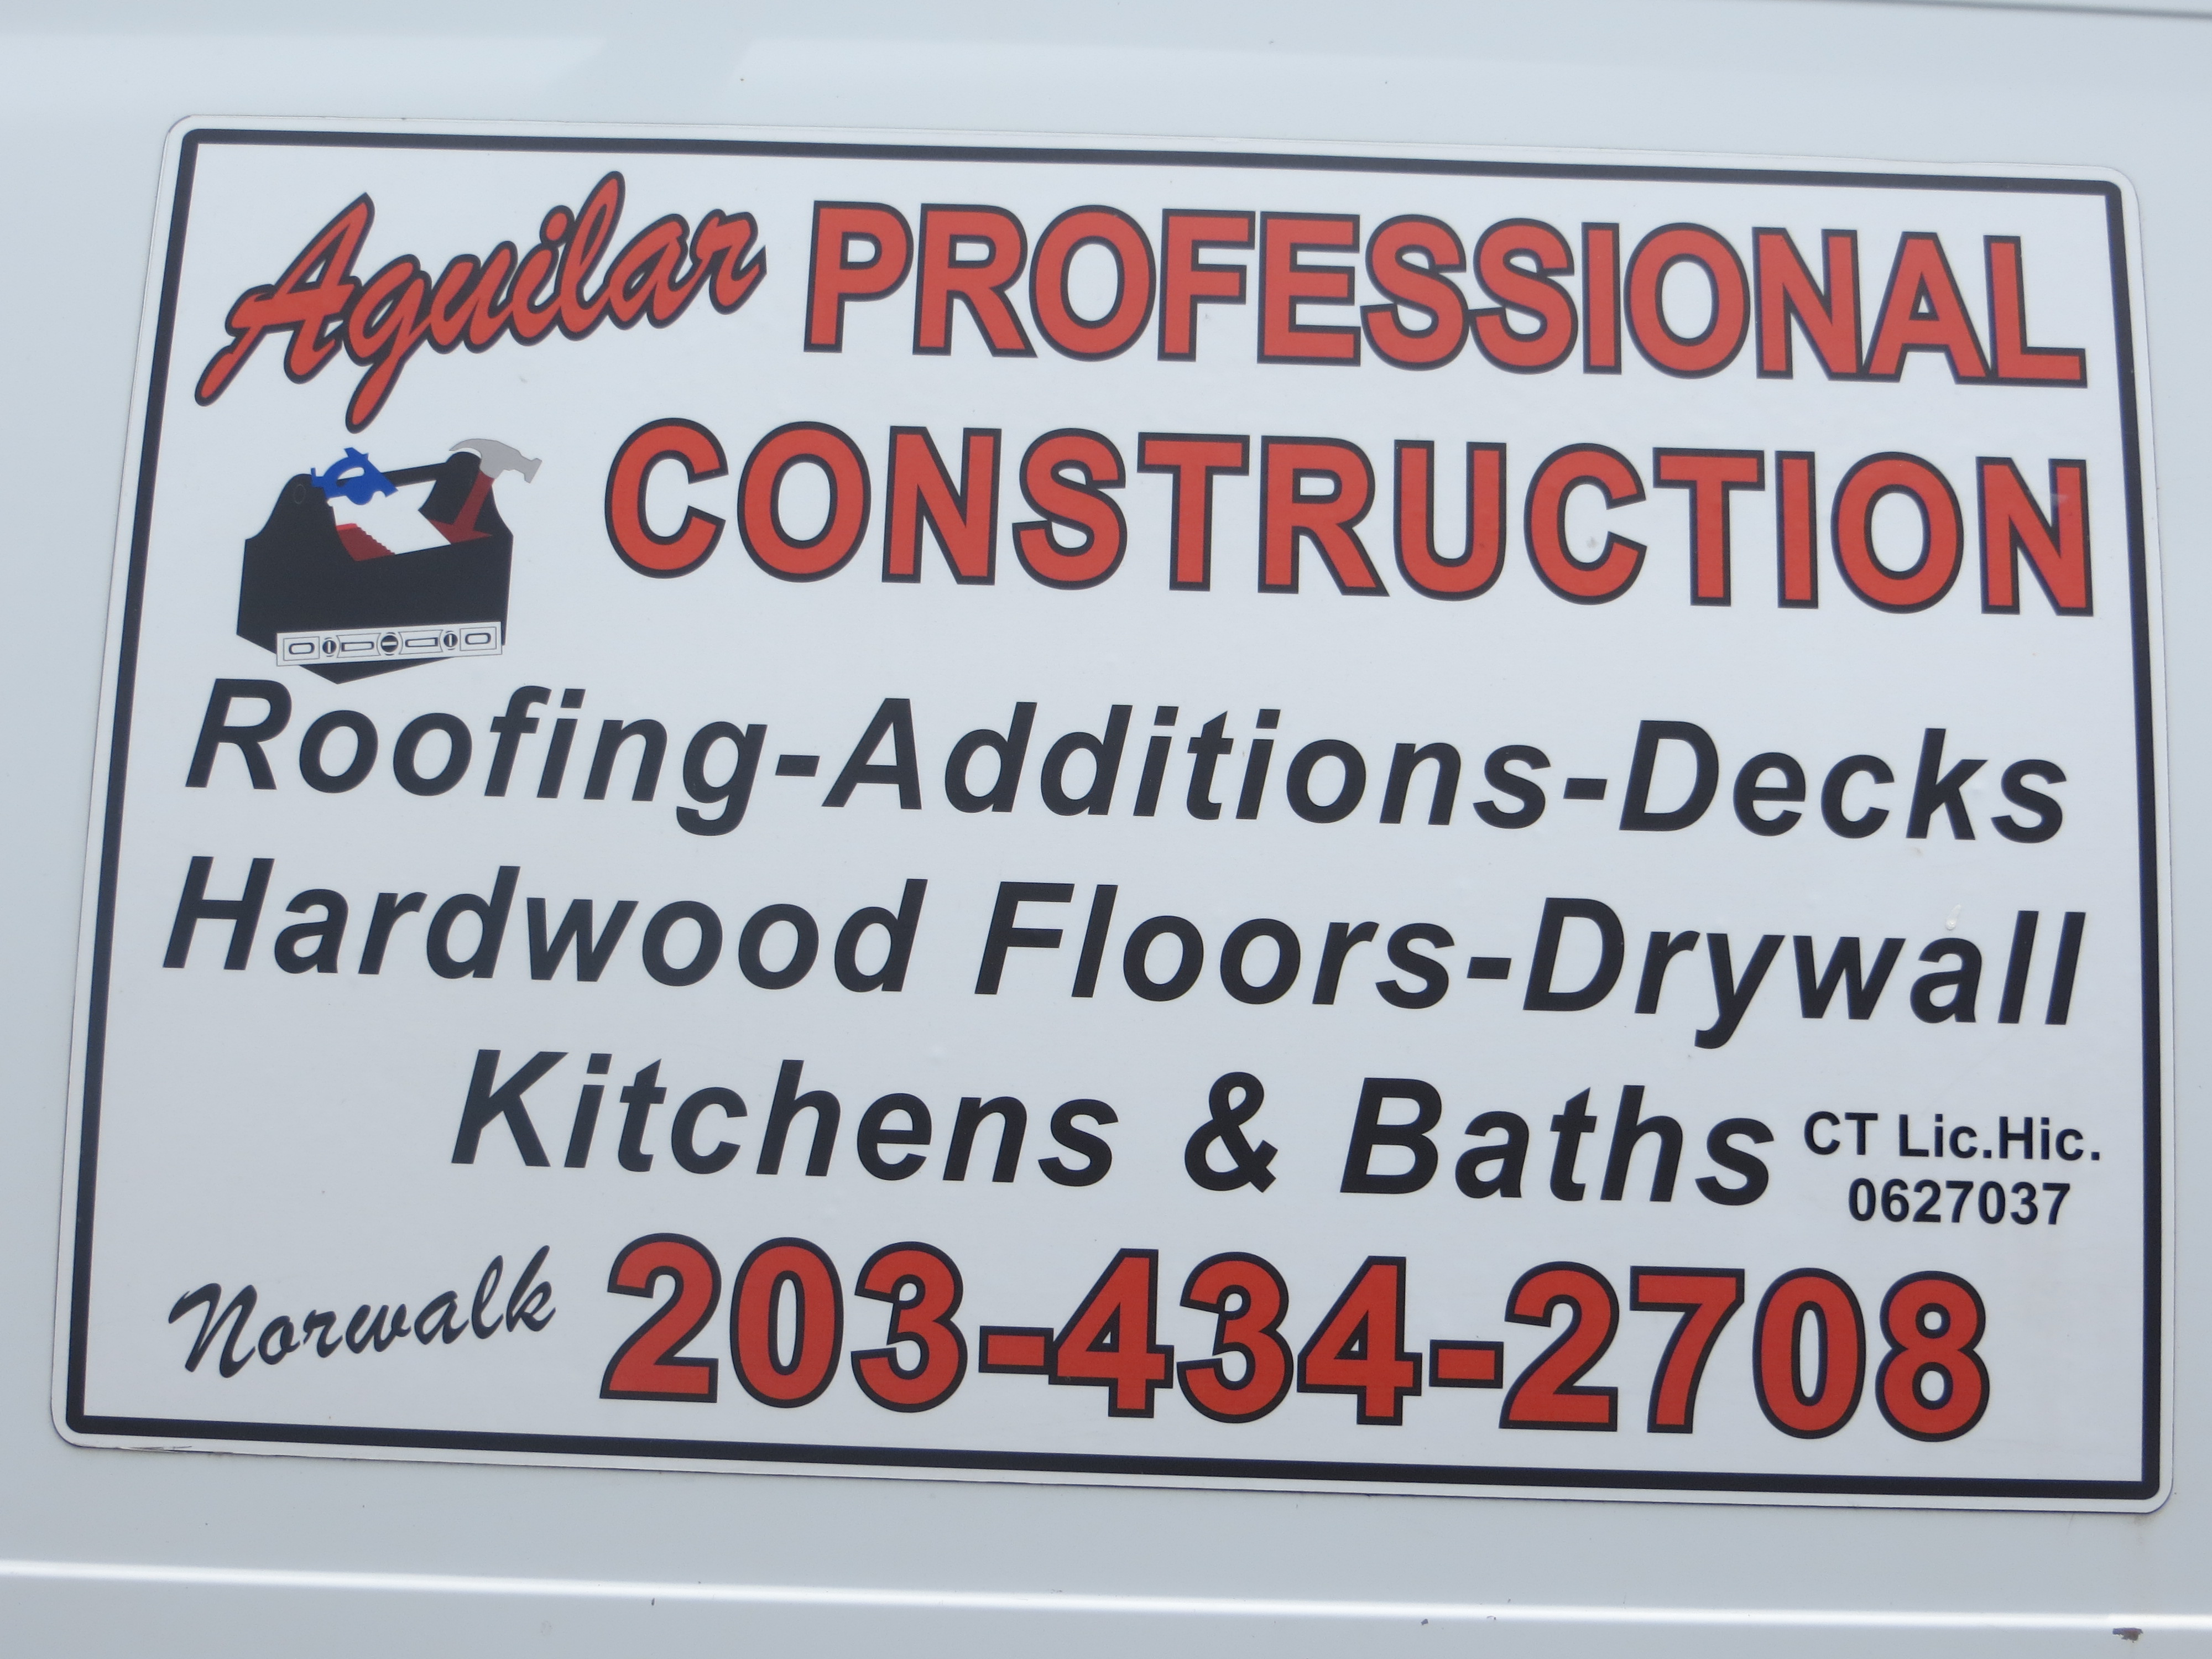 Aguilar PROFESSIONAL
CONSTRUCTION
Roofing-Additions-Decks
Hardwood Floors-Drywall
Kitchens & Baths
CT Lic.Hic.
0627037
Norwalk 203-434-2708